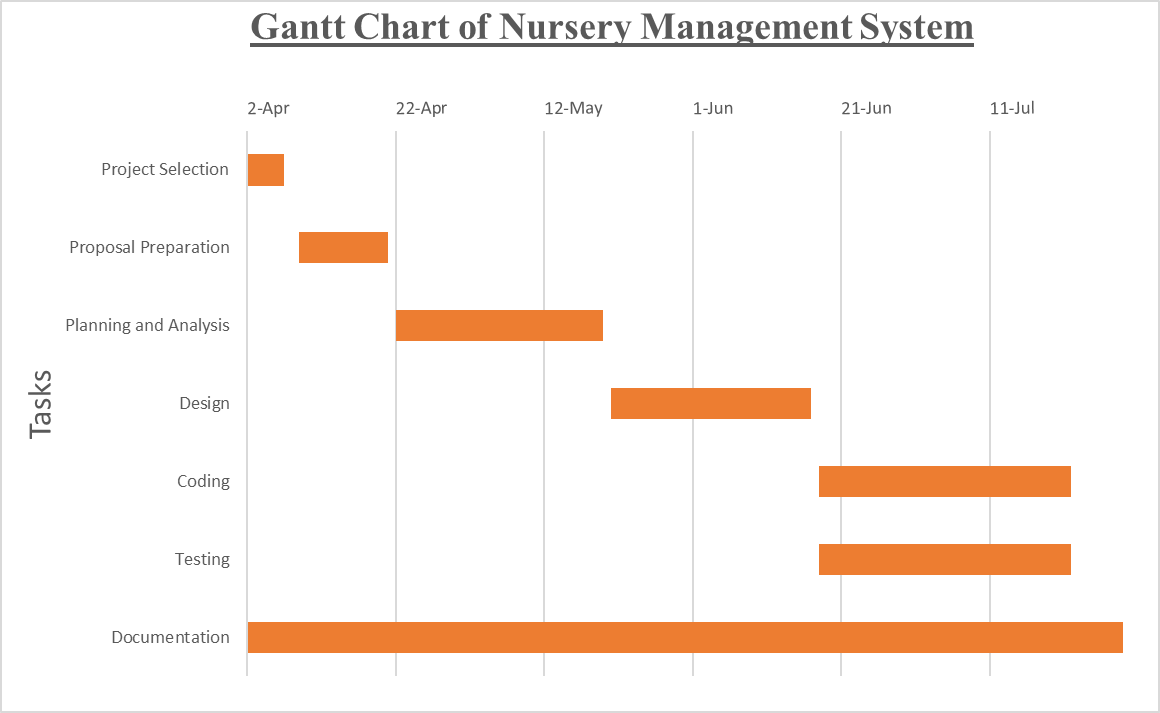 Gantt Chart of Nursery Management System
2-Apr 22-Apr 12-May 1-Jun 21-Jun 11-Jul
Project Selection
Proposal Preparation
Planning and Analysis
Tasks
Design
Coding
Testing
Documentation